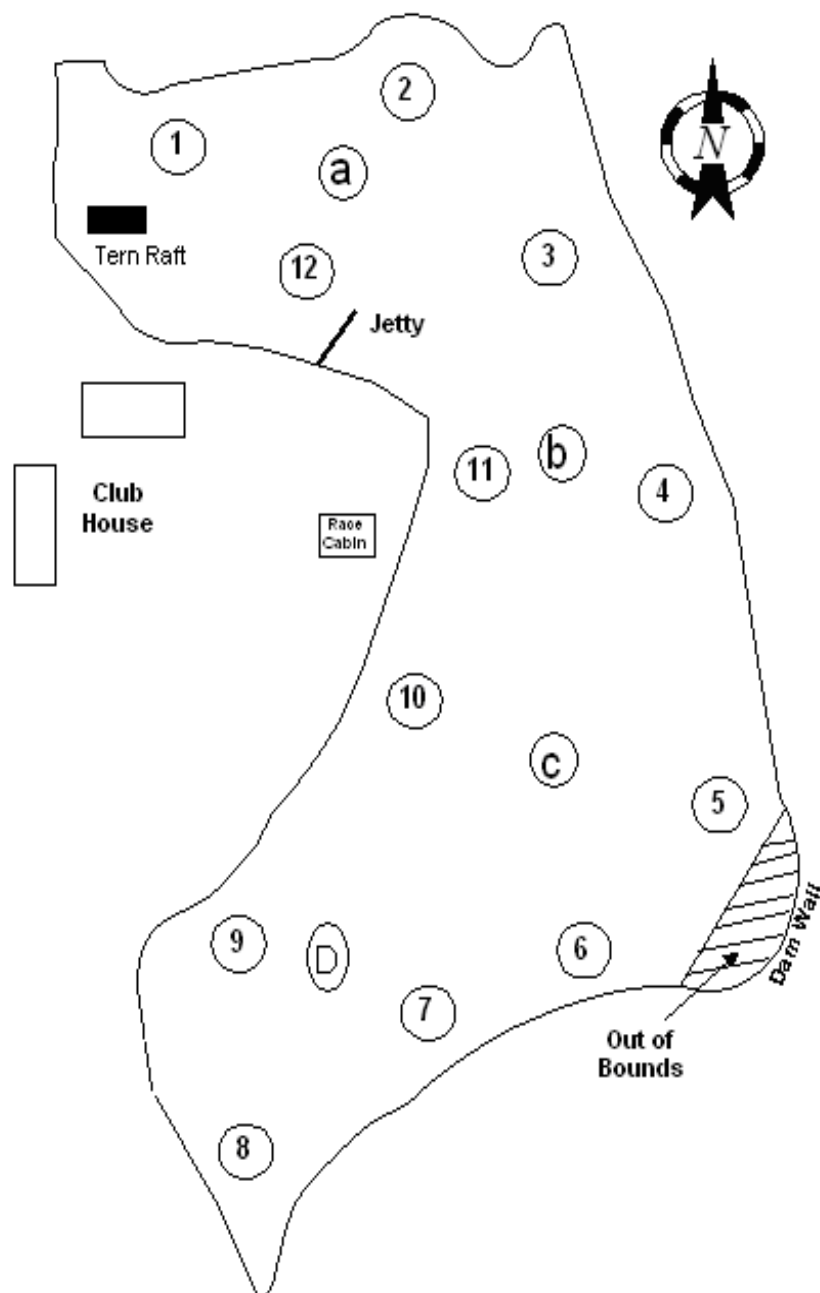 2
1
N
a
Tern Raft
12
3
Jetty
11
b
4
Club
House
Race
Cabin
10
c
5
9
D
6
7
Dam Wall
Out of
Bounds
8